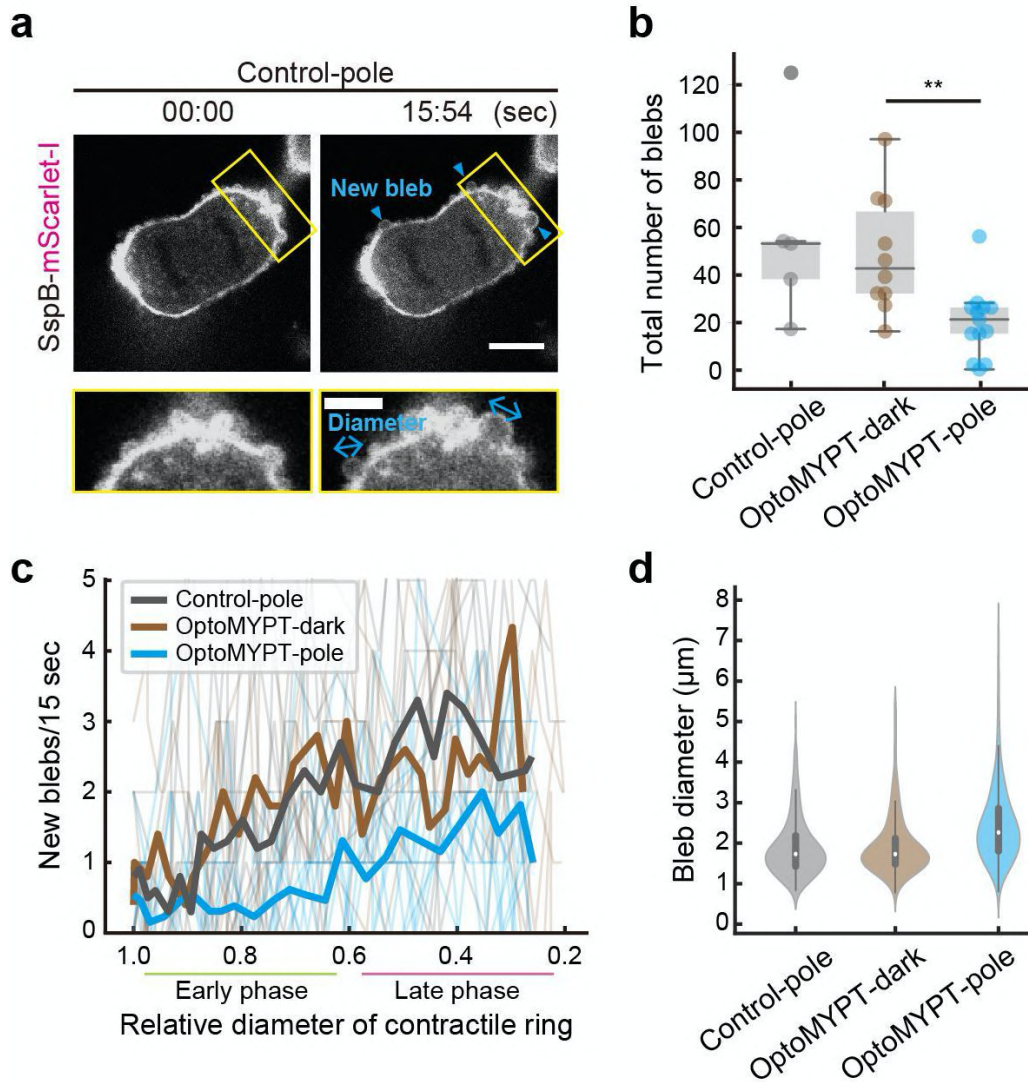 a
Control-pole
00:00
15:54 (sec)
SspB-mScarlet-I
New bleb
Diameter
b
Total number of blebs
120
100
80
60
40
20
0
**
Control-pole
OptoMYPT-dark
OptoMYPT-pole
c
New blebs/15 sec
5
4
3
2
1
0
Control-pole
OptoMYPT-dark
OptoMYPT-pole
1.0 0.8 0.6 0.4 0.2
Early phase Late phase
Relative diameter of contractile ring
d
Bleb diameter (μm)
8
7
6
5
4
3
2
1
0
Control-pole
OptoMYPT-dark
OptoMYPT-pole